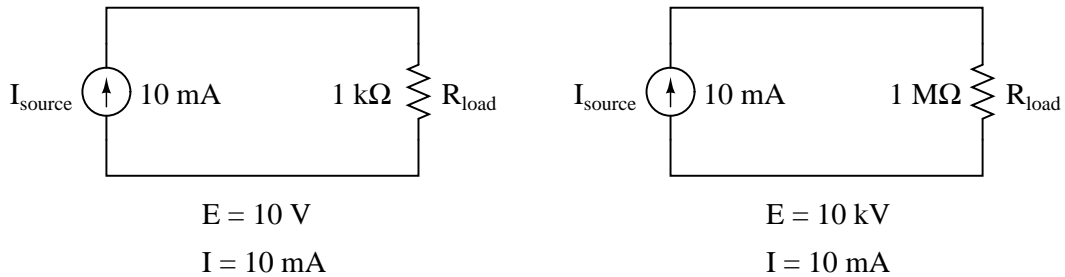 I_source 10 mA 1 kΩ R_load
E = 10 V
I = 10 mA
I_source 10 mA 1 MΩ R_load
E = 10 kV
I = 10 mA